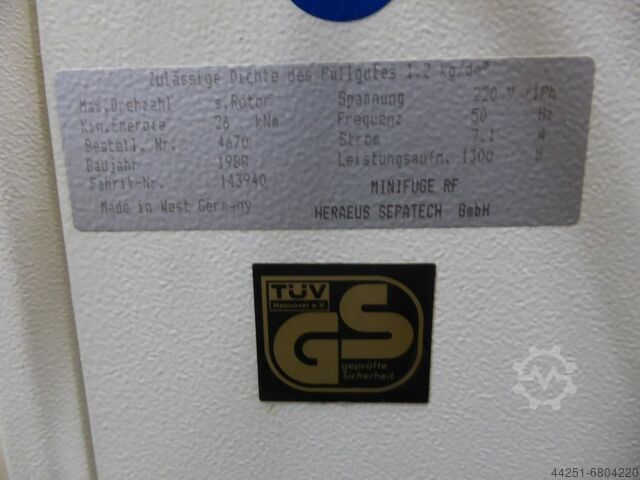 Zulässige Dichte des Füllgutes 1.2 kg/dm³
Max.Drehzahl s.Rotor Spannung 220 V /1Ph
Kin.Energie 26 kNm Frequenz 50 Hz
Bestell. Nr. 4670 Strom 7.1 A
Baujahr 1988 Leistungsaufn. 1300 W
Fabrik-Nr. 143940 MINIFUGE RF
Made in West Germany HERAEUS SEPATECH GmbH
TÜV
Hannover e.V.
GS
geprüfte
Sicherheit
44251-6804220